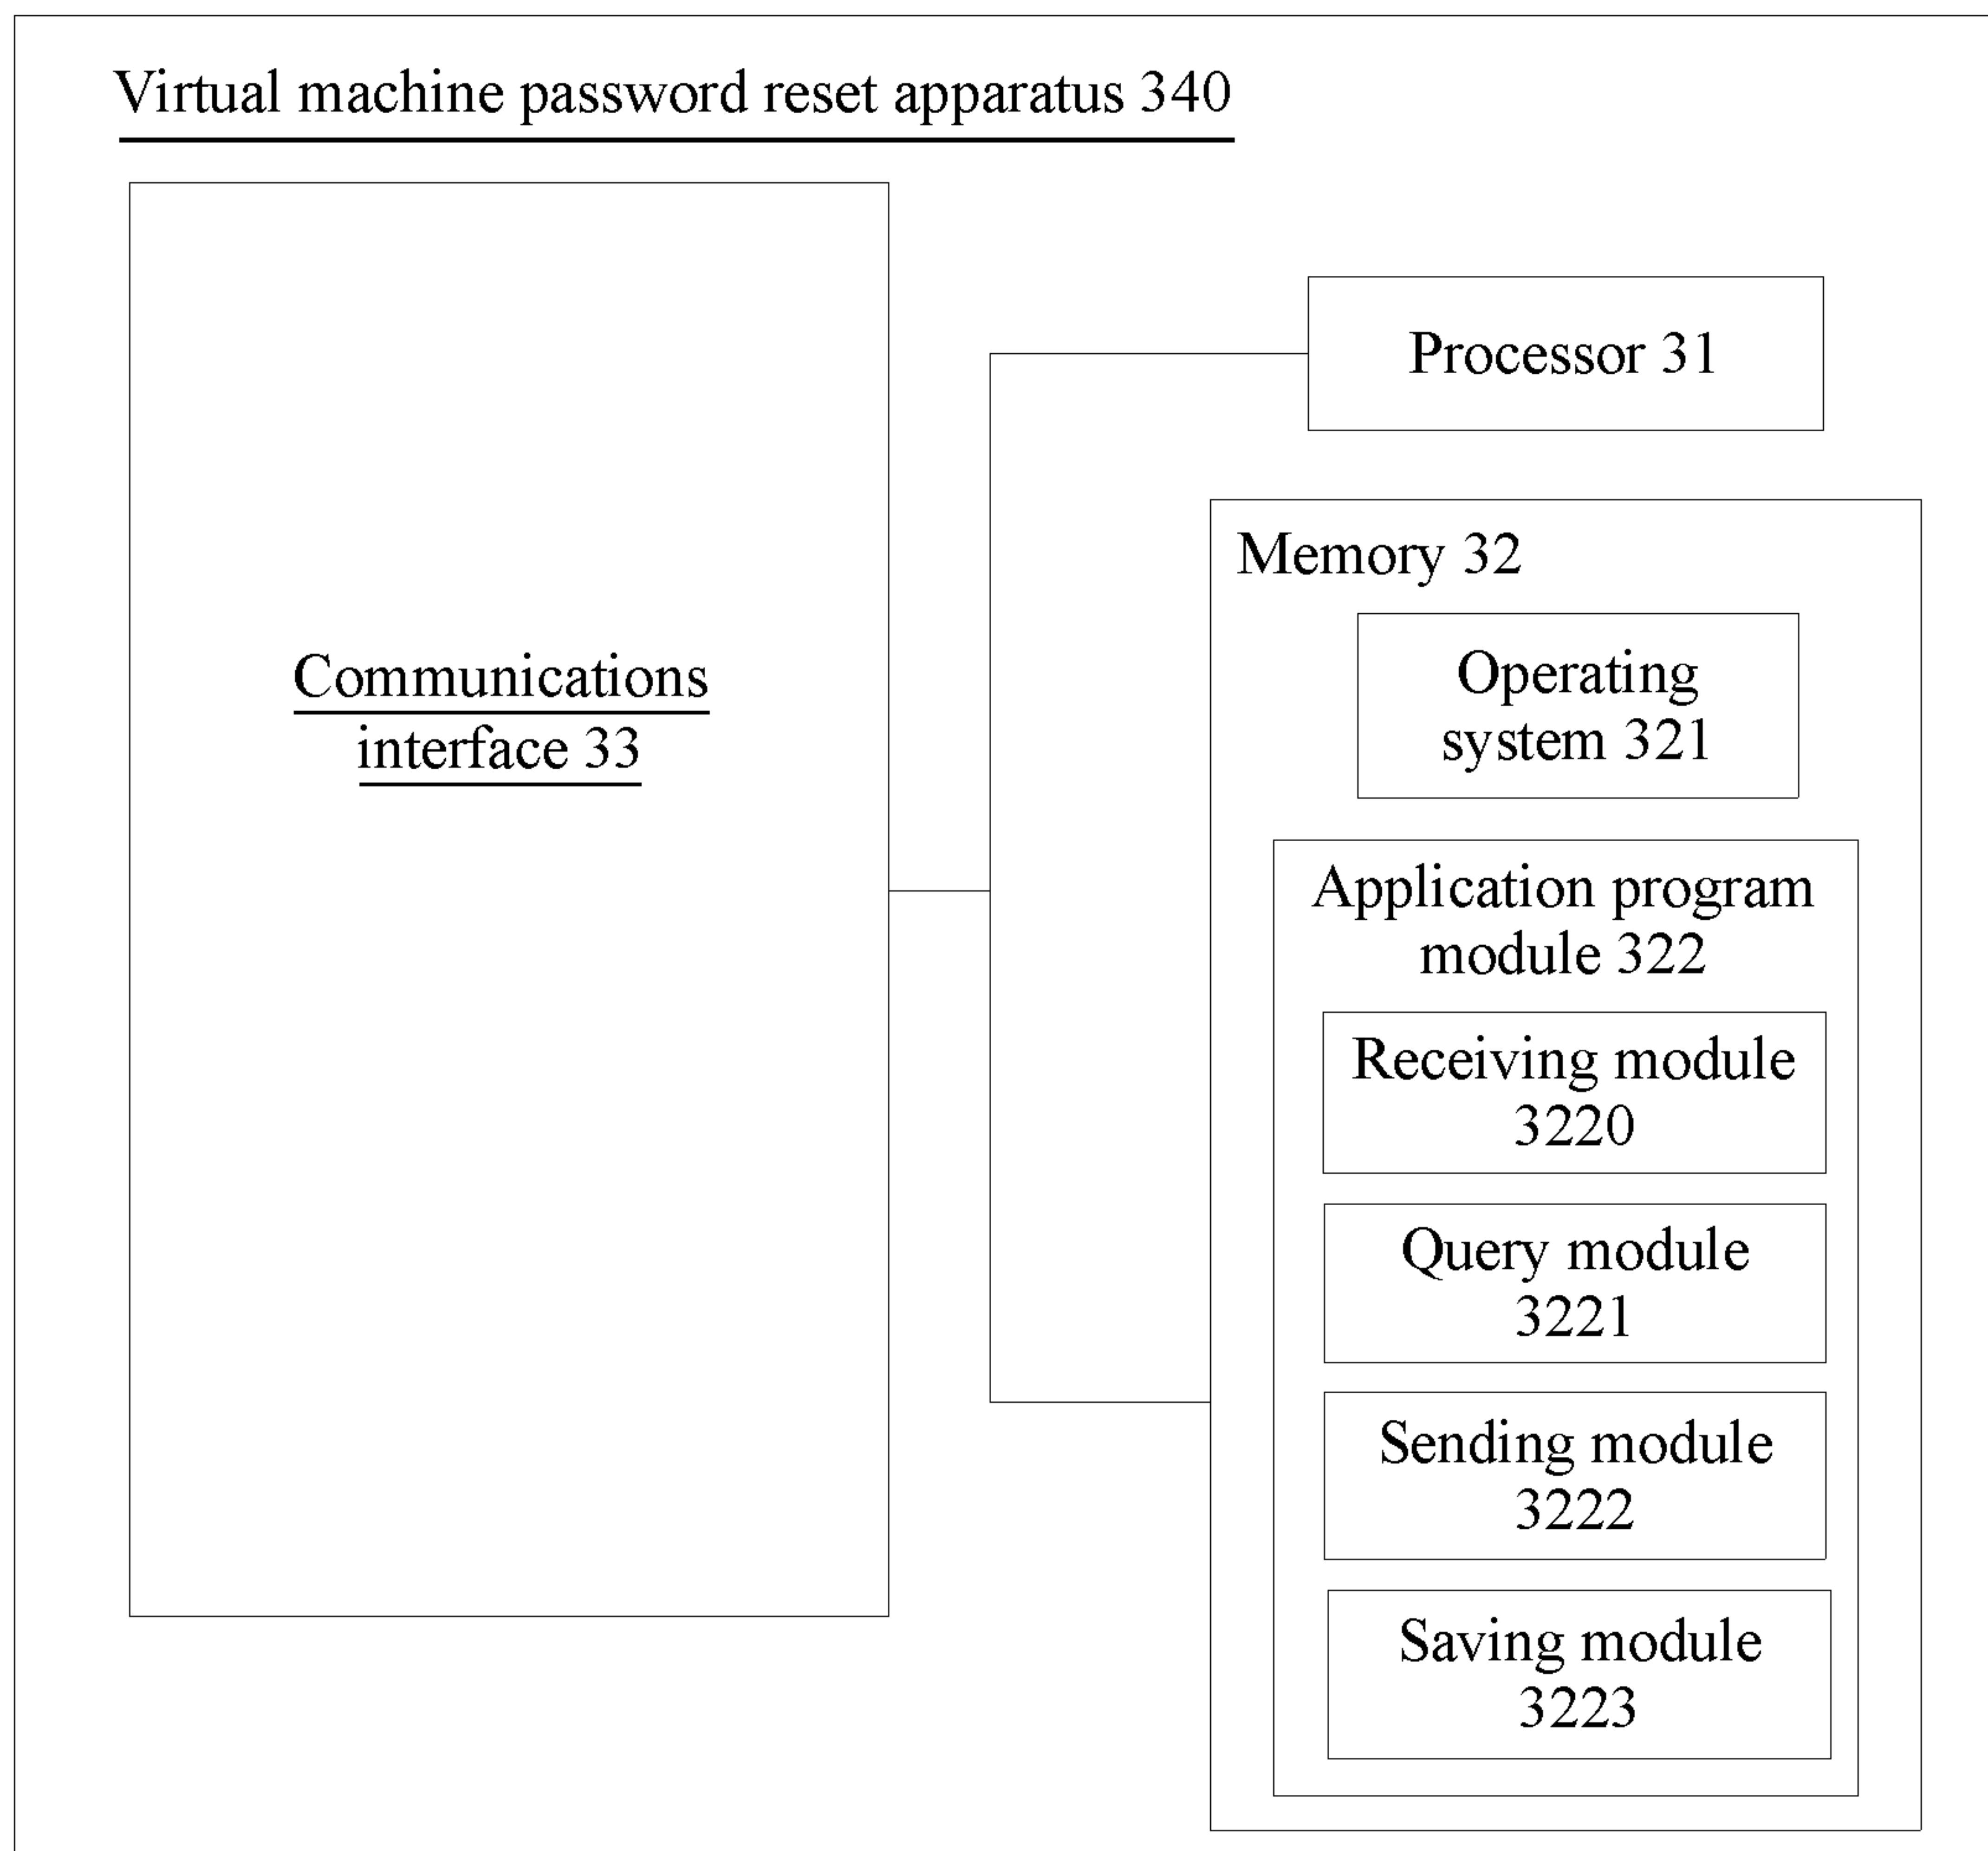 Virtual machine password reset apparatus 340
Communications
interface 33
Processor 31
Memory 32
Operating
system 321
Application program
module 322
Receiving module
3220
Query module
3221
Sending module
3222
Saving module
3223